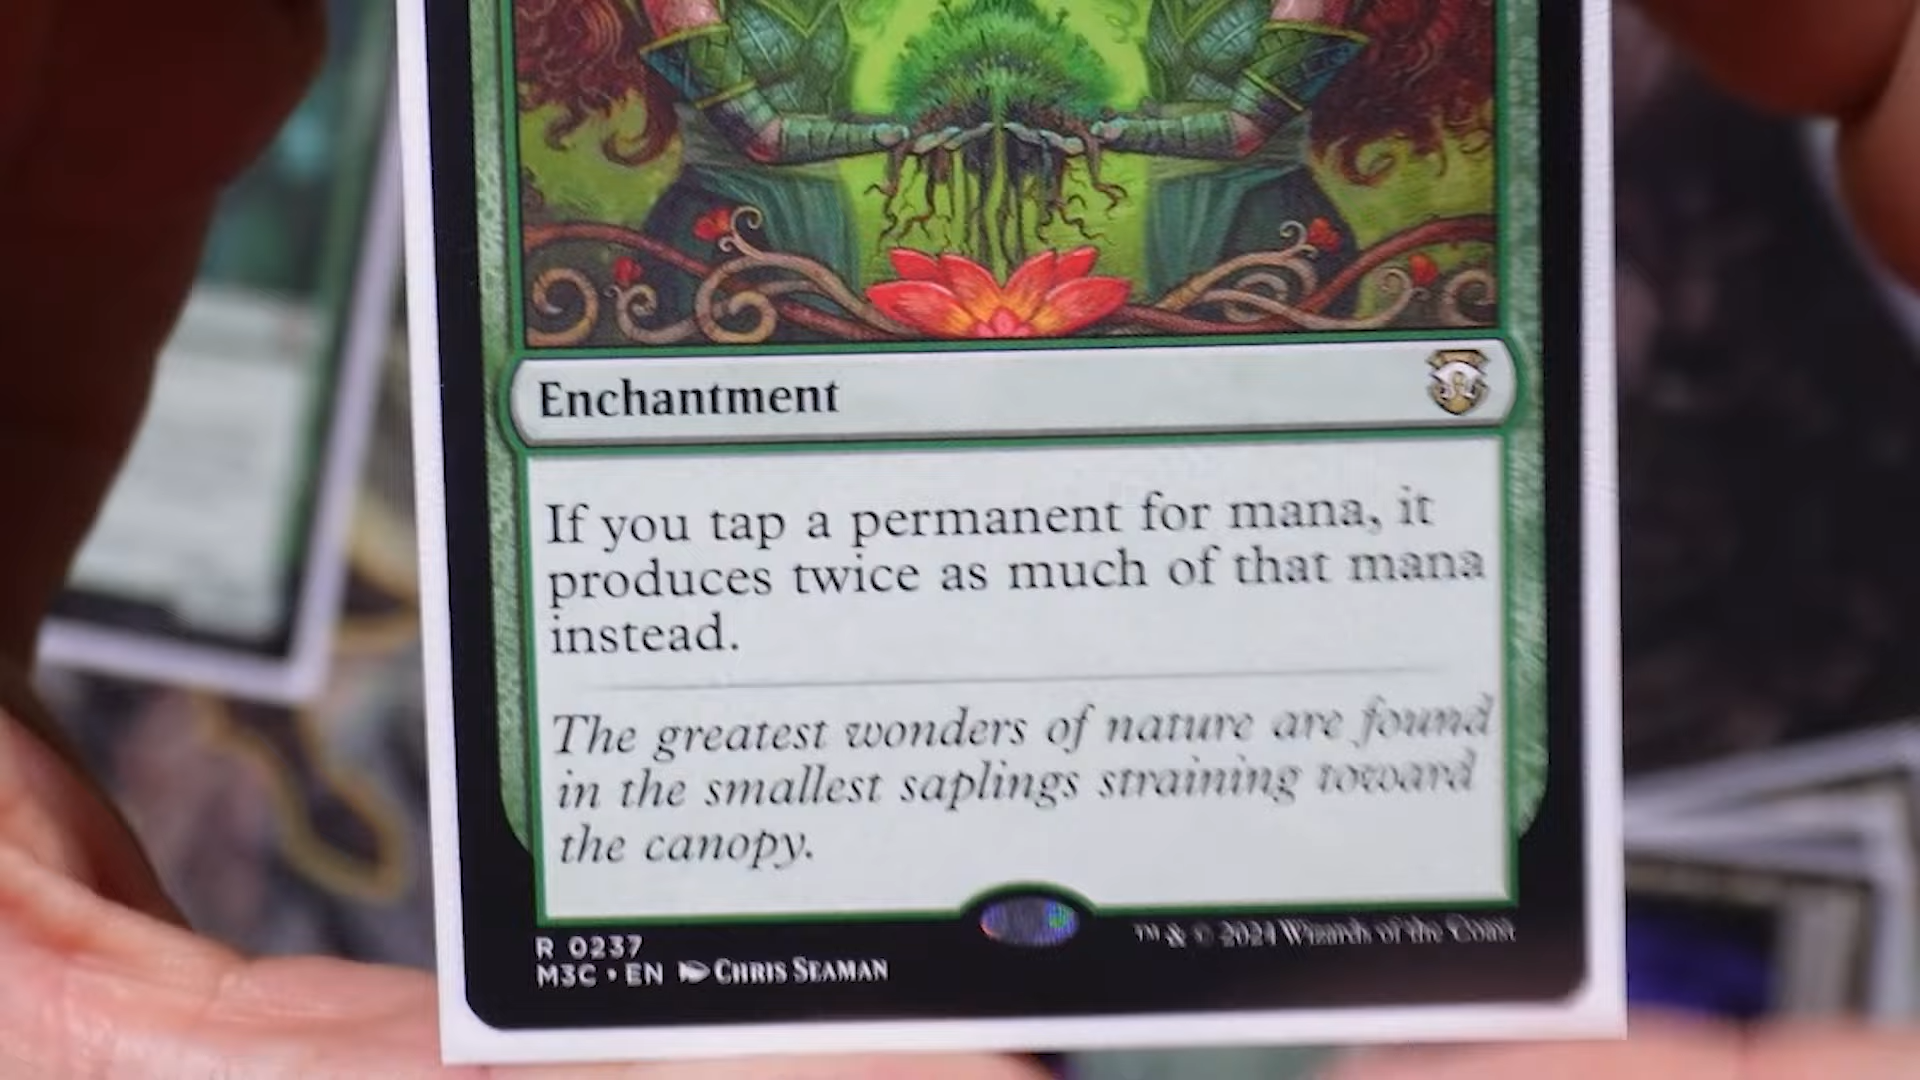 Enchantment
If you tap a permanent for mana, it
produces twice as much of that mana
instead.
The greatest wonders of nature are found
in the smallest saplings straining toward
the canopy.
R 0237
M3C • EN Chris Seaman
™ & © 2024 Wizards of the Coast